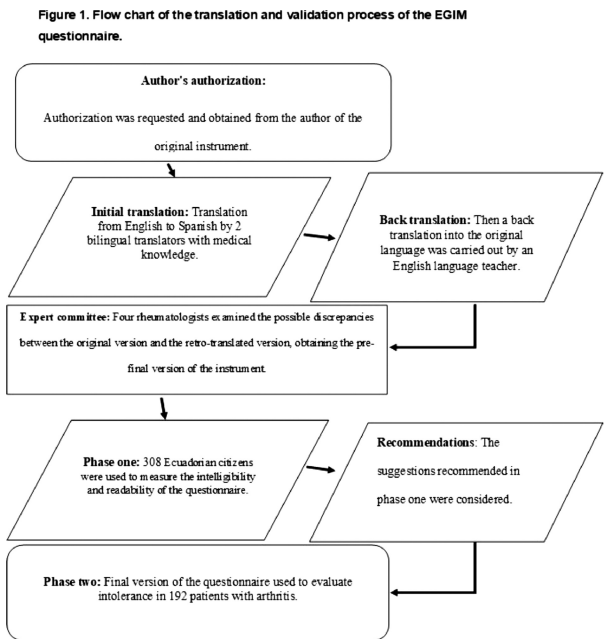 Figure 1. Flow chart of the translation and validation process of the EGIM
questionnaire.
Author's authorization:
Authorization was requested and obtained from the author of the
original instrument.
Initial translation: Translation
from English to Spanish by 2
bilingual translators with medical
knowledge.
Back translation: Then a back
translation into the original
language was carried out by an
English language teacher.
Expert committee: Four rheumatologists examined the possible discrepancies
between the original version and the retro-translated version, obtaining the pre-
final version of the instrument.
Phase one: 308 Ecuadorian citizens
were used to measure the intelligibility
and readability of the questionnaire.
Recommendations: The
suggestions recommended in
phase one were considered.
Phase two: Final version of the questionnaire used to evaluate
intolerance in 192 patients with arthritis.